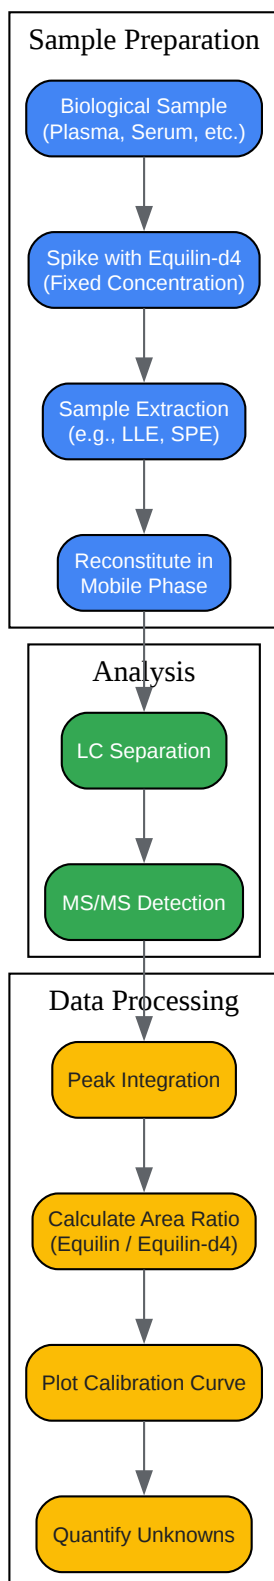 Sample Preparation
Biological Sample
(Plasma, Serum, etc.)
Spike with Equilin-d4
(Fixed Concentration)
Sample Extraction
(e.g., LLE, SPE)
Reconstitute in
Mobile Phase
Analysis
LC Separation
MS/MS Detection
Data Processing
Peak Integration
Calculate Area Ratio
(Equilin / Equilin-d4)
Plot Calibration Curve
Quantify Unknowns